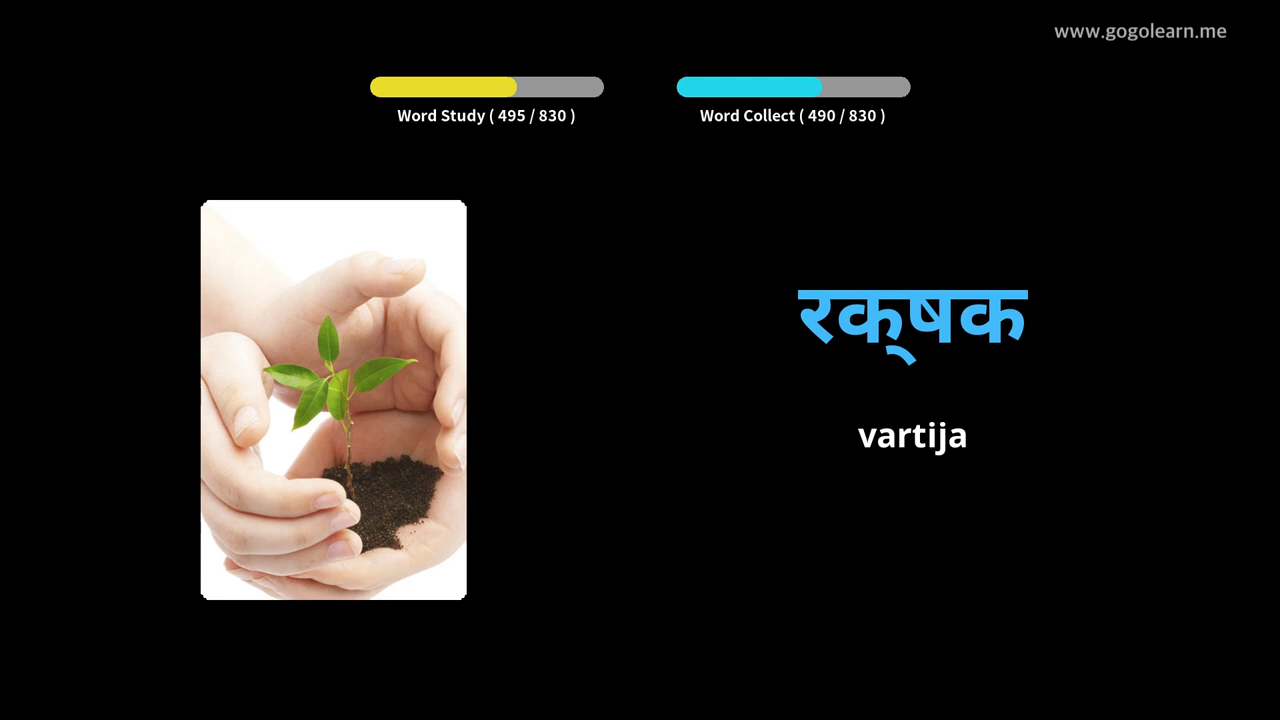 www.gogolearn.me
Word Study ( 495 / 830 )
Word Collect ( 490 / 830 )
रक्‌षक
vartija